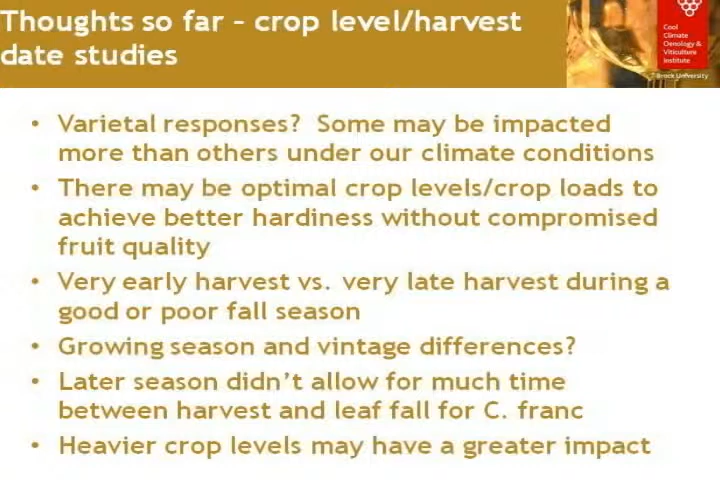 Thoughts so far – crop level/harvest
date studies
Cool
Climate
Oenology &
Viticulture
Institute
Brock University
• Varietal responses?  Some may be impacted
more than others under our climate conditions
• There may be optimal crop levels/crop loads to
achieve better hardiness without compromised
fruit quality
• Very early harvest vs. very late harvest during a
good or poor fall season
• Growing season and vintage differences?
• Later season didn’t allow for much time
between harvest and leaf fall for C. franc
• Heavier crop levels may have a greater impact